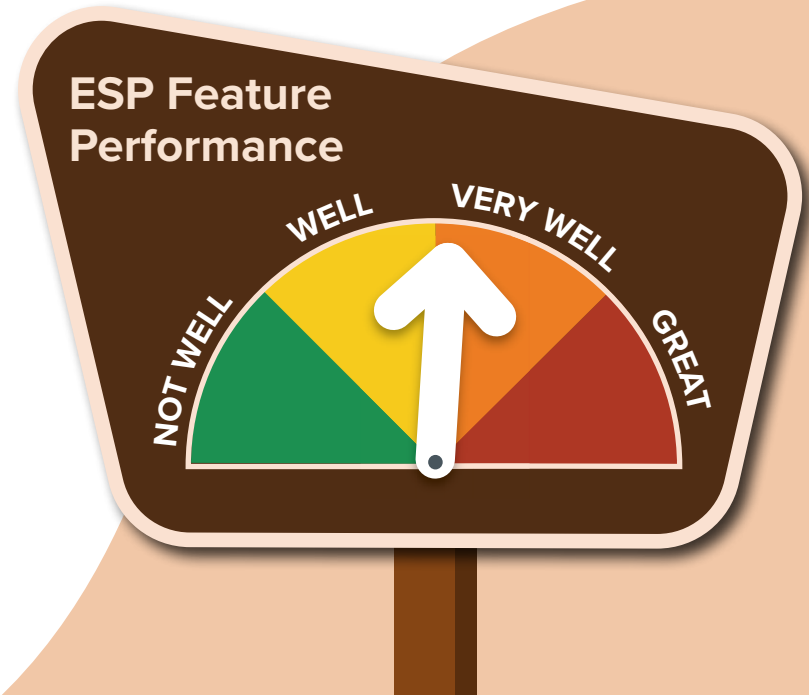 ESP Feature
Performance
NOT WELL
WELL
VERY WELL
GREAT